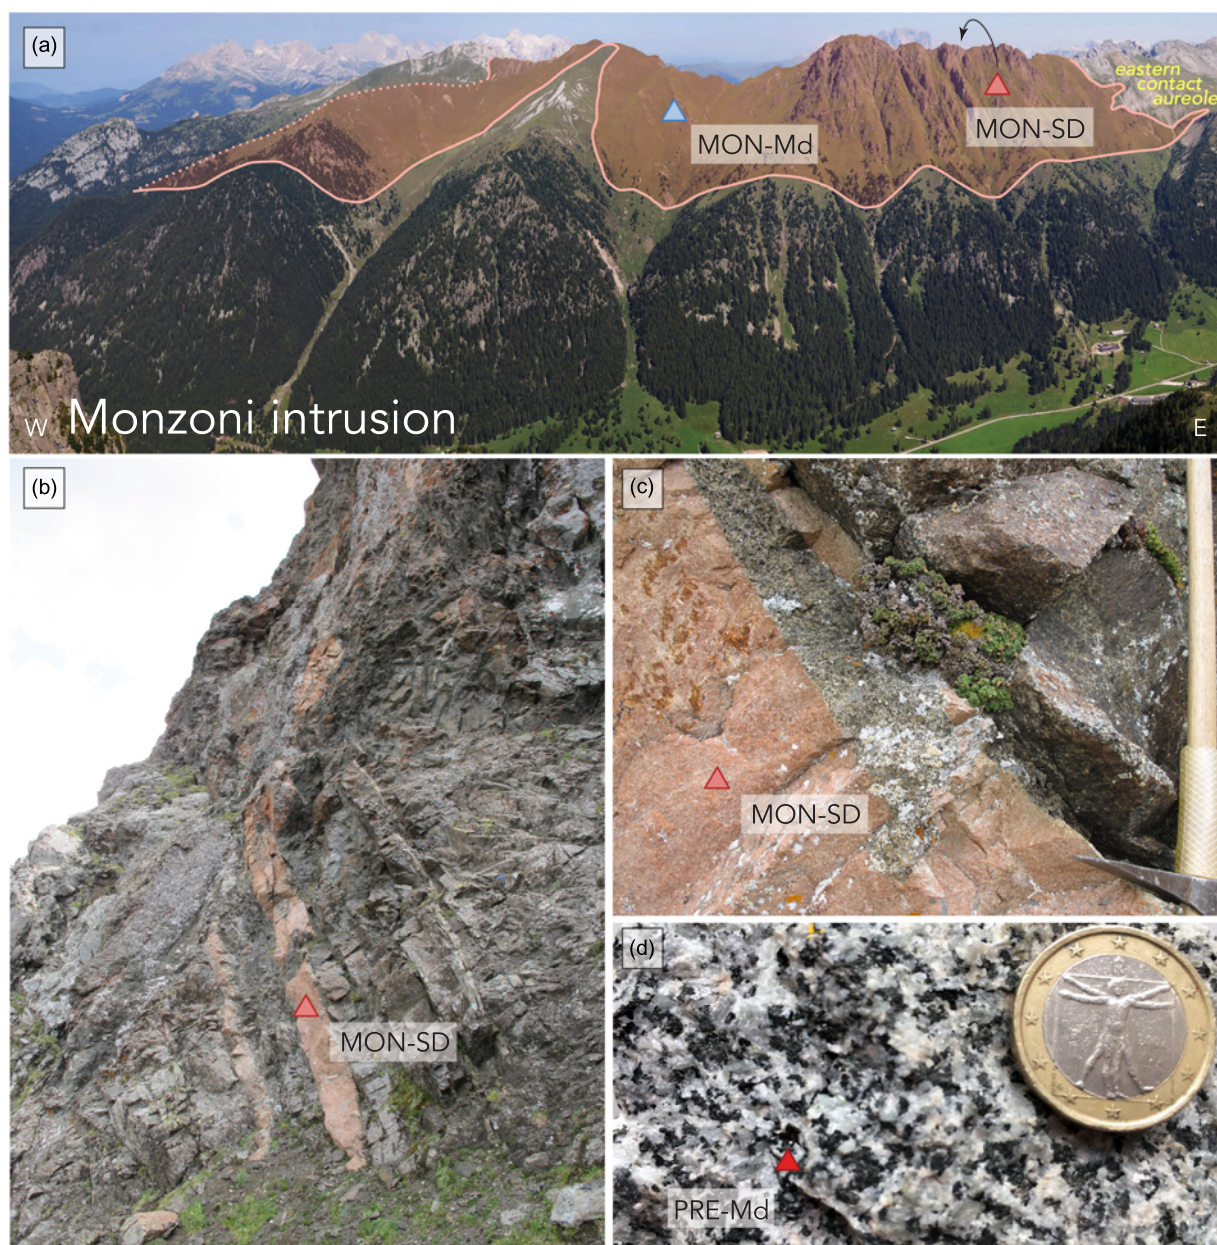 (a)
eastern
contact
aureole
MON-Md
MON-SD
W Monzoni intrusion
E
(b)
MON-SD
(c)
MON-SD
(d)
PRE-Md